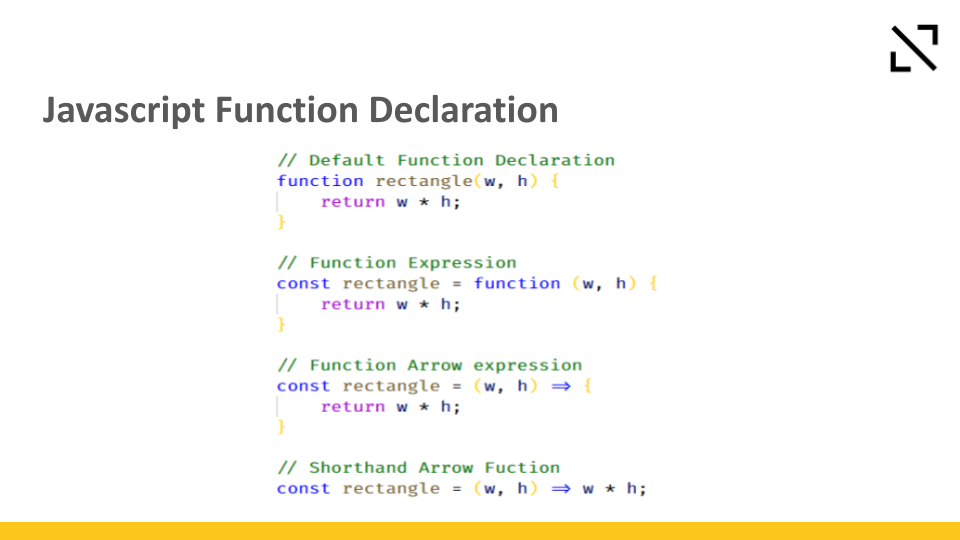 Javascript Function Declaration
// Default Function Declaration
function rectangle(w, h) {
    return w * h;
}
// Function Expression
const rectangle = function (w, h) {
    return w * h;
}
// Function Arrow expression
const rectangle = (w, h) => {
    return w * h;
}
// Shorthand Arrow Fuction
const rectangle = (w, h) => w * h;